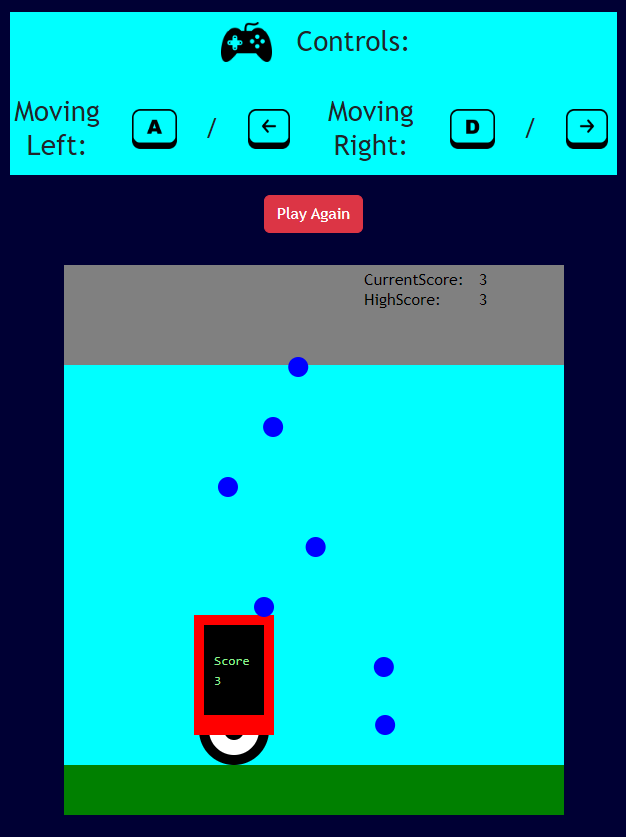 Controls:
Moving Left:
A / ←
Moving Right:
D / →
Play Again
CurrentScore: 3
HighScore: 3
Score
3